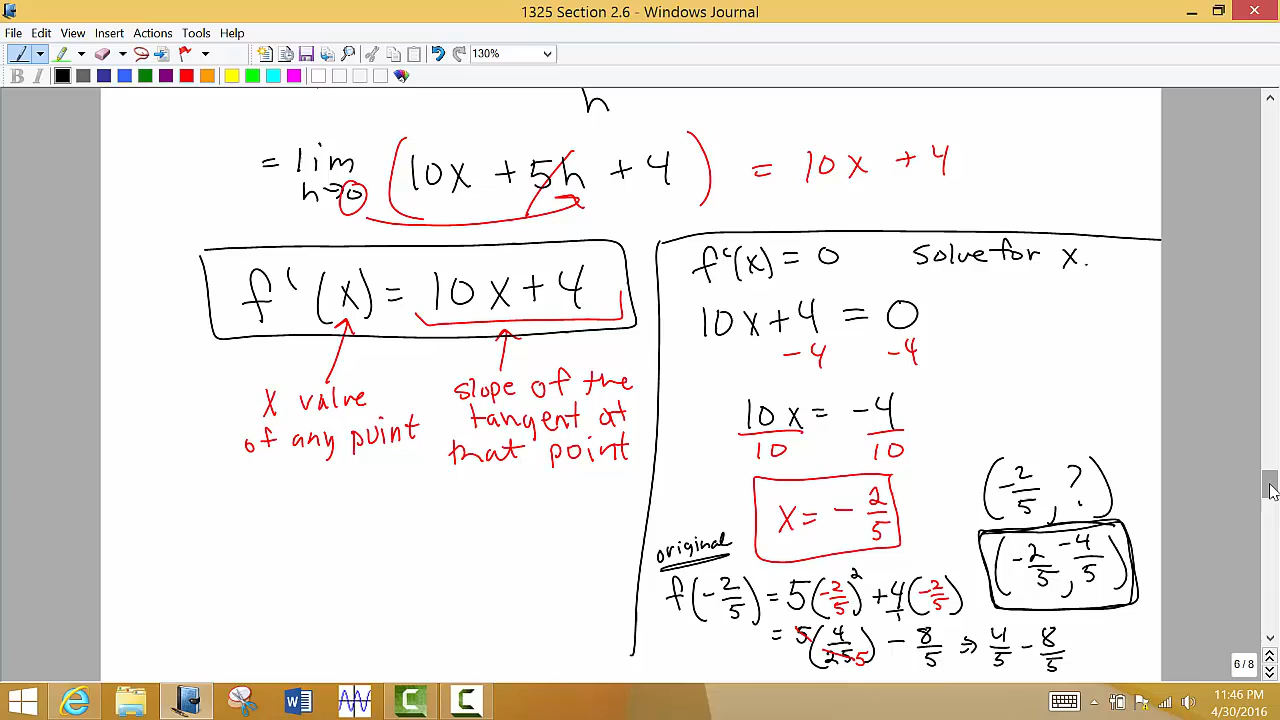 1325 Section 2.6 - Windows Journal
File Edit View Insert Actions Tools Help
130%
B I
h
= lim h→0 (10x + 5h + 4) = 10x + 4
f'(x) = 10x + 4
x value
of any point
slope of the
tangent at
that point
f'(x) = 0 solve for x.
10x + 4 = 0
-4 -4
10x = -4
10 10
x = -2/5
(-2/5, ?)
(-2/5, -4/5)
original
f(-2/5) = 5(-2/5)² + 4/1(-2/5)
= 5(4/25 5) - 8/5 ⇒ 4/5 - 8/5
6 / 8
11:46 PM
4/30/2016